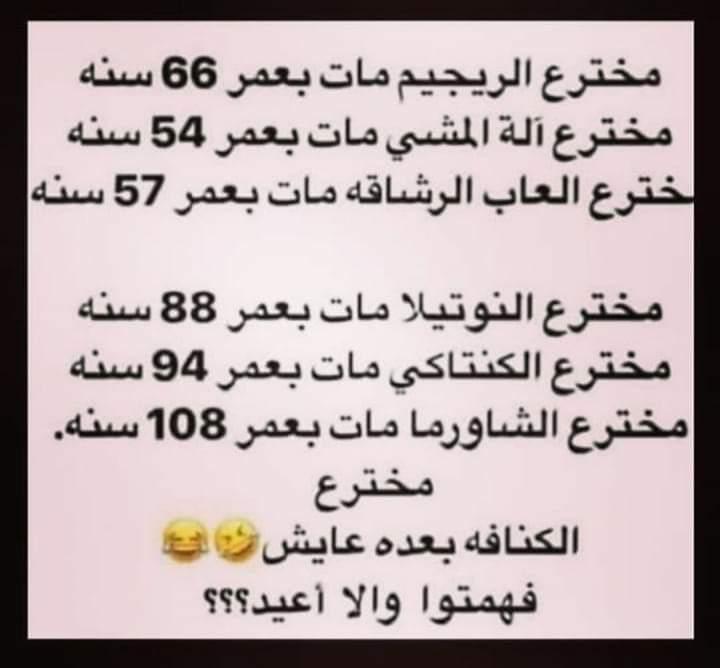 مخترع الريجيم مات بعمر 66 سنه
مخترع آلة المشي مات بعمر 54 سنه
خترع العاب الرشاقه مات بعمر 57 سنه
مخترع النوتيلا مات بعمر 88 سنه
مخترع الكنتاكي مات بعمر 94 سنه
مخترع الشاورما مات بعمر 108 سنه.
مخترع
الكنافه بعده عايش🤣😂
فهمتوا والا أعيد؟؟؟